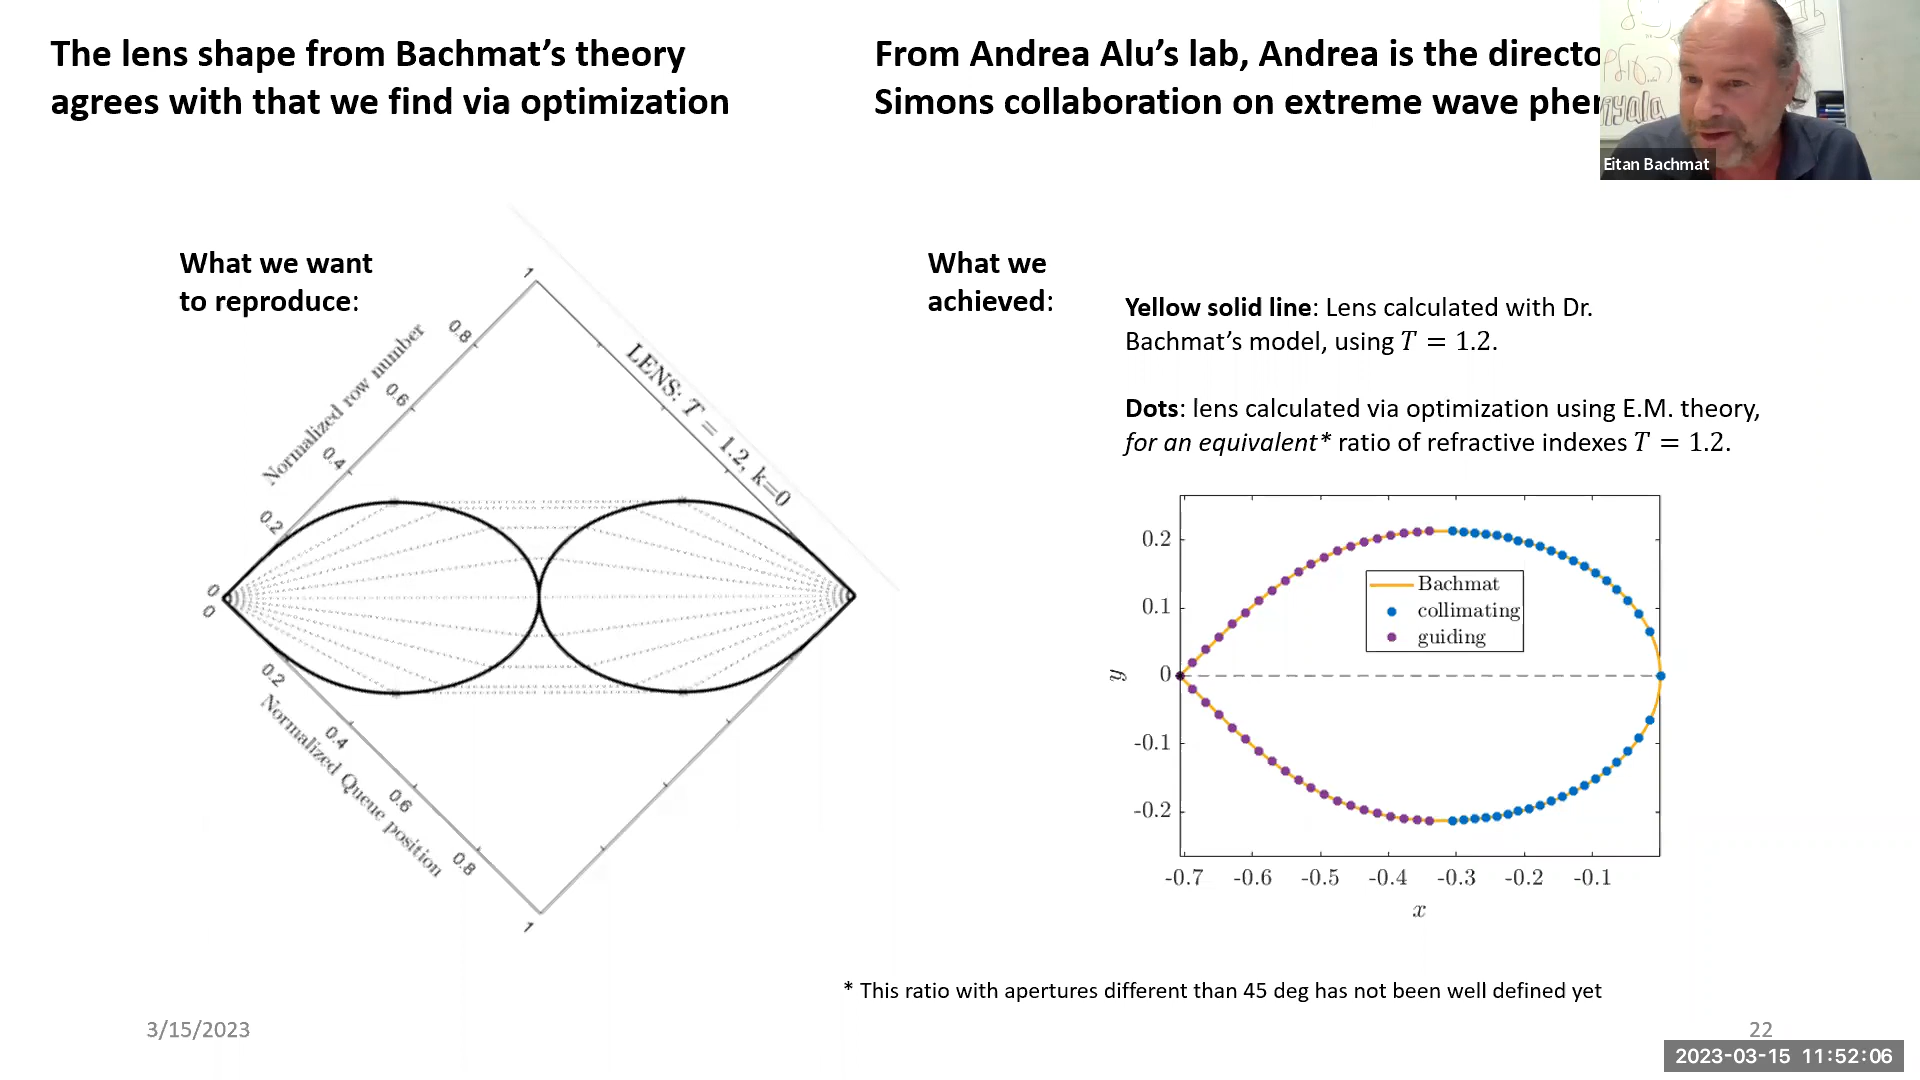 The lens shape from Bachmat's theory
agrees with that we find via optimization
From Andrea Alu's lab, Andrea is the directo
Simons collaboration on extreme wave phe
Eitan Bachmat
What we want
to reproduce:
1
0.8
0.6
0.4
0.2
0
Normalized row number
LENS: T = 1.2, k=0
0
0.2
0.4
0.6
0.8
1
Normalized Queue position
What we
achieved:
Yellow solid line: Lens calculated with Dr.
Bachmat's model, using T = 1.2.
Dots: lens calculated via optimization using E.M. theory,
for an equivalent* ratio of refractive indexes T = 1.2.
0.2
0.1
0
-0.1
-0.2
y
Bachmat
collimating
guiding
-0.7 -0.6 -0.5 -0.4 -0.3 -0.2 -0.1
x
* This ratio with apertures different than 45 deg has not been well defined yet
3/15/2023
22
2023-03-15 11:52:06